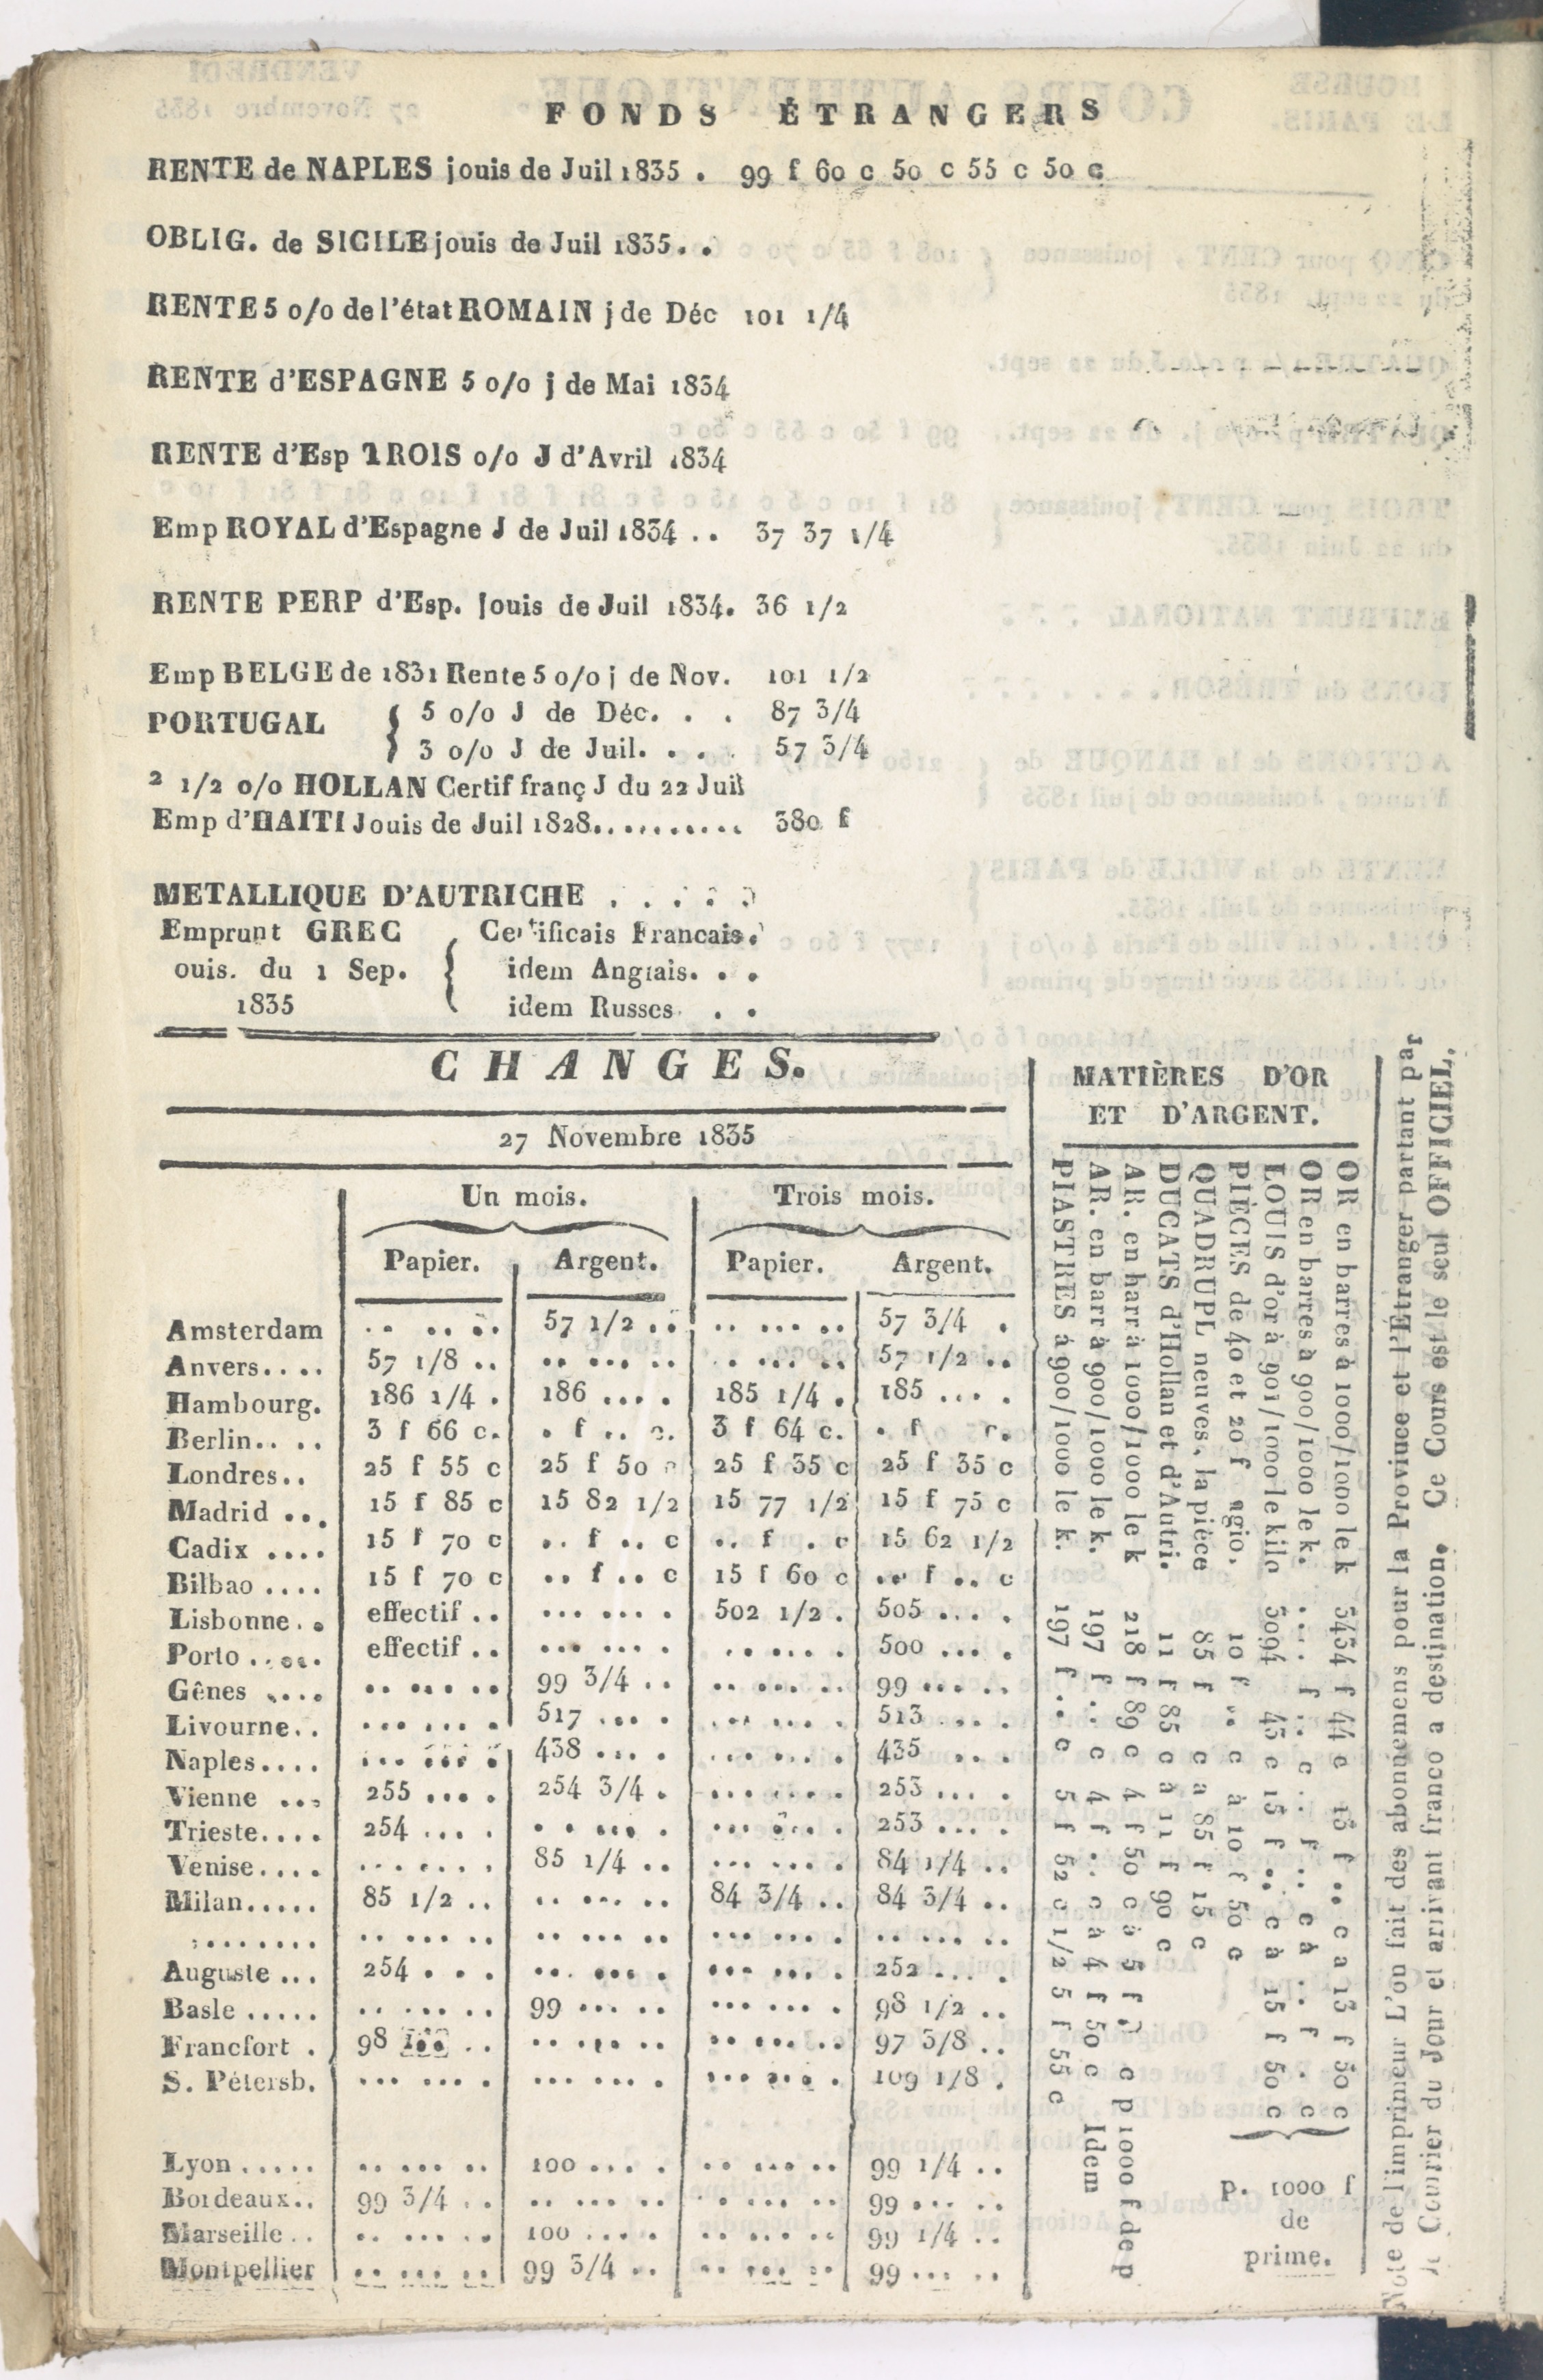 FONDS ÉTRANGERS
RENTE de NAPLES jouis de Juil 1835 . 99 f 60 c 50 c 55 c 50 c
OBLIG. de SICILE jouis de Juil 1835. .
RENTE 5 o/o de l'état ROMAIN j de Déc 101 1/4
RENTE d'ESPAGNE 5 o/o j de Mai 1834
RENTE d'Esp TROIS o/o J d'Avril 1834
Emp ROYAL d'Espagne J de Juil 1834 . . 37 37 1/4
RENTE PERP d'Esp. Jouis de Juil 1834. 36 1/2
Emp BELGE de 1831 Rente 5 o/o j de Nov. 101 1/2
PORTUGAL { 5 o/o J de Déc. . . . 87 3/4
3 o/o J de Juil. . . . 57 3/4
2 1/2 o/o HOLLAN Certif franç J du 22 Juil
Emp d'HAITI Jouis de Juil 1828........... 380 f
METALLIQUE D'AUTRICHE . . . . . .
Emprunt GREC { Certificais Francais.
ouis. du 1 Sep. idem Anglais. . .
1835 idem Russes . .
CHANGES.
27 Novembre 1835
Un mois. Trois mois.
Papier. Argent. Papier. Argent.
Amsterdam .. .. .. 57 1/2 .. .. ... .. 57 3/4 .
Anvers.... 57 1/8 .. .. ... .. . ... .. 57 1/2 ..
Hambourg. 186 1/4 . 186 .... . 185 1/4 . 185 ... .
Berlin.. .. 3 f 66 c. . f .. c. 3 f 64 c. . f c.
Londres.. 25 f 55 c 25 f 50 c 25 f 35 c 25 f 35 c
Madrid ... 15 f 85 c 15 82 1/2 15 77 1/2 15 f 75 c
Cadix .... 15 f 70 c .. f .. c .. f . c 15 62 1/2
Bilbao .... 15 f 70 c .. f .. c 15 f 60 c .. f .. c
Lisbonne.. effectif .. ... ... . 502 1/2 . 505 ... .
Porto ..... effectif .. ... ... . .. ... . 500 ... .
Gênes .... .. ... .. 99 3/4 .. .. ... .. 99 ... ..
Livourne.. ... ... . 517 ... . ... ... . 513 ... .
Naples.... ... ... . 438 ... . ... ... . 435 ... .
Vienne ... 255 ... . 254 3/4 . ... ... . 253 ... .
Trieste.... 254 ... . . . ... . ... ... . 253 ... .
Venise.... ... ... . 85 1/4 .. ... ... . 84 1/4 ..
Milan..... 85 1/2 .. .. ... .. 84 3/4 .. 84 3/4 ..
........ .. ... .. .. ... .. ... ... . .. ... ..
Auguste ... 254 . . . .. ... . ... ... . 252 ... .
Basle ..... .. ... .. 99 ... .. ... ... . 98 1/2 ..
Francfort . 98 .. .. ... .. .. ... .. 97 3/8 ..
S. Pétersb. ... ... . ... ... . ... ... . 109 1/8 .
Lyon ..... .. ... .. 100 ... . .. ... .. 99 1/4 ..
Bordeaux.. 99 3/4 .. .. ... .. . ... .. 99 ... ..
Marseille .. .. ... .. 100 .... . .. ... .. 99 1/4 ..
Montpellier .. ... .. 99 3/4 .. .. ... .. 99 ... ..
MATIÈRES D'OR
ET D'ARGENT.
OR en barres à 1000/1000 le k 3434 f 44 c 13 f .. c a 13 f 50 c
OR en barres à 900/1000 le k. .... f .. c .. f .. c à .. f . c
LOUIS d'or à 901/1000 le kilo 3094 43 c 15 f .. c à 15 f 50 c
PIÈCES de 40 et 20 f agio. 10 f .. c à 10 f 50 c
QUADRUPL neuves, la pièce 85 f c a 85 f 15 c
DUCATS d'Hollan et d'Autri. 11 f 85 c à 11 f 90 c
AR. en barr à 1000/1000 le k 218 f 89 c 4 f 50 c à 5 f . c p 1000 f de p
AR. en barr à 900/1000 le k. 197 f .. c 4 f .. c à 4 f 50 c Idem
PIASTRES à 900/1000 le k. 197 f .. c 5 f 52 c 1/2 5 f 55 c
p. 1000 f
de
prime.
Note de l'imprimeur L'on fait des abonnemens pour la Proviuce et l'Étranger partant par
le Courrier du Jour et arrivant franco a destination. Ce Cours est le seul OFFICIEL.